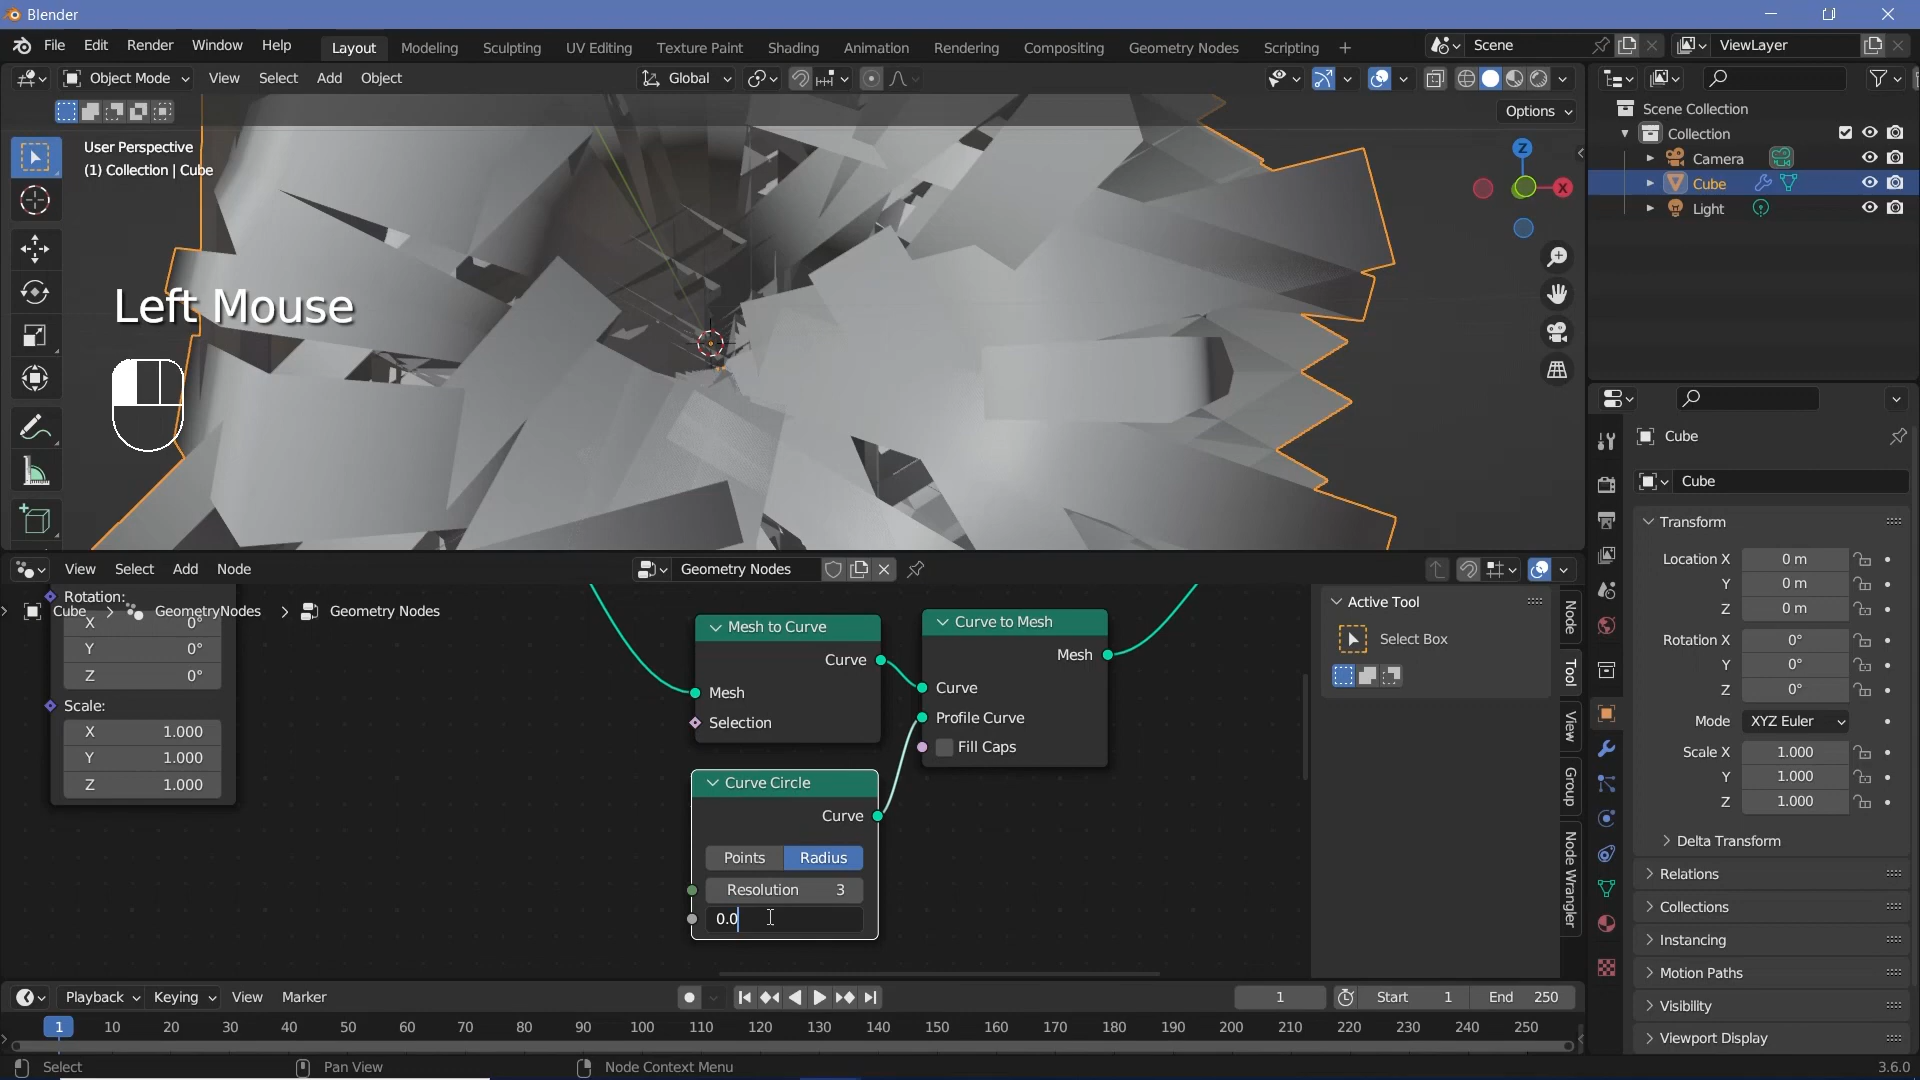 Blender
File Edit Render Window Help Layout Modeling Sculpting UV Editing Texture Paint Shading Animation Rendering Compositing Geometry Nodes Scripting + Scene ViewLayer
Object Mode View Select Add Object Global
Options
User Perspective
(1) Collection | Cube
Z
X
Left Mouse
Scene Collection
Collection
Camera
Cube
Light
Cube
Cube
Transform
Location X 0 m
Y 0 m
Z 0 m
Rotation X 0°
Y 0°
Z 0°
Mode XYZ Euler
Scale X 1.000
Y 1.000
Z 1.000
Delta Transform
Relations
Collections
Instancing
Motion Paths
Visibility
Viewport Display
View Select Add Node Geometry Nodes
Rotation:
Cube > GeometryNodes > Geometry Nodes
X 0°
Y 0°
Z 0°
Scale:
X 1.000
Y 1.000
Z 1.000
Mesh to Curve
Curve
Mesh
Selection
Curve to Mesh
Mesh
Curve
Profile Curve
Fill Caps
Curve Circle
Curve
Points Radius
Resolution 3
0.0
Active Tool
Select Box
Node
Tool
View
Group
Node Wrangler
Playback Keying View Marker 1 Start 1 End 250
1 10 20 30 40 50 60 70 80 90 100 110 120 130 140 150 160 170 180 190 200 210 220 230 240 250
Select Pan View Node Context Menu 3.6.0